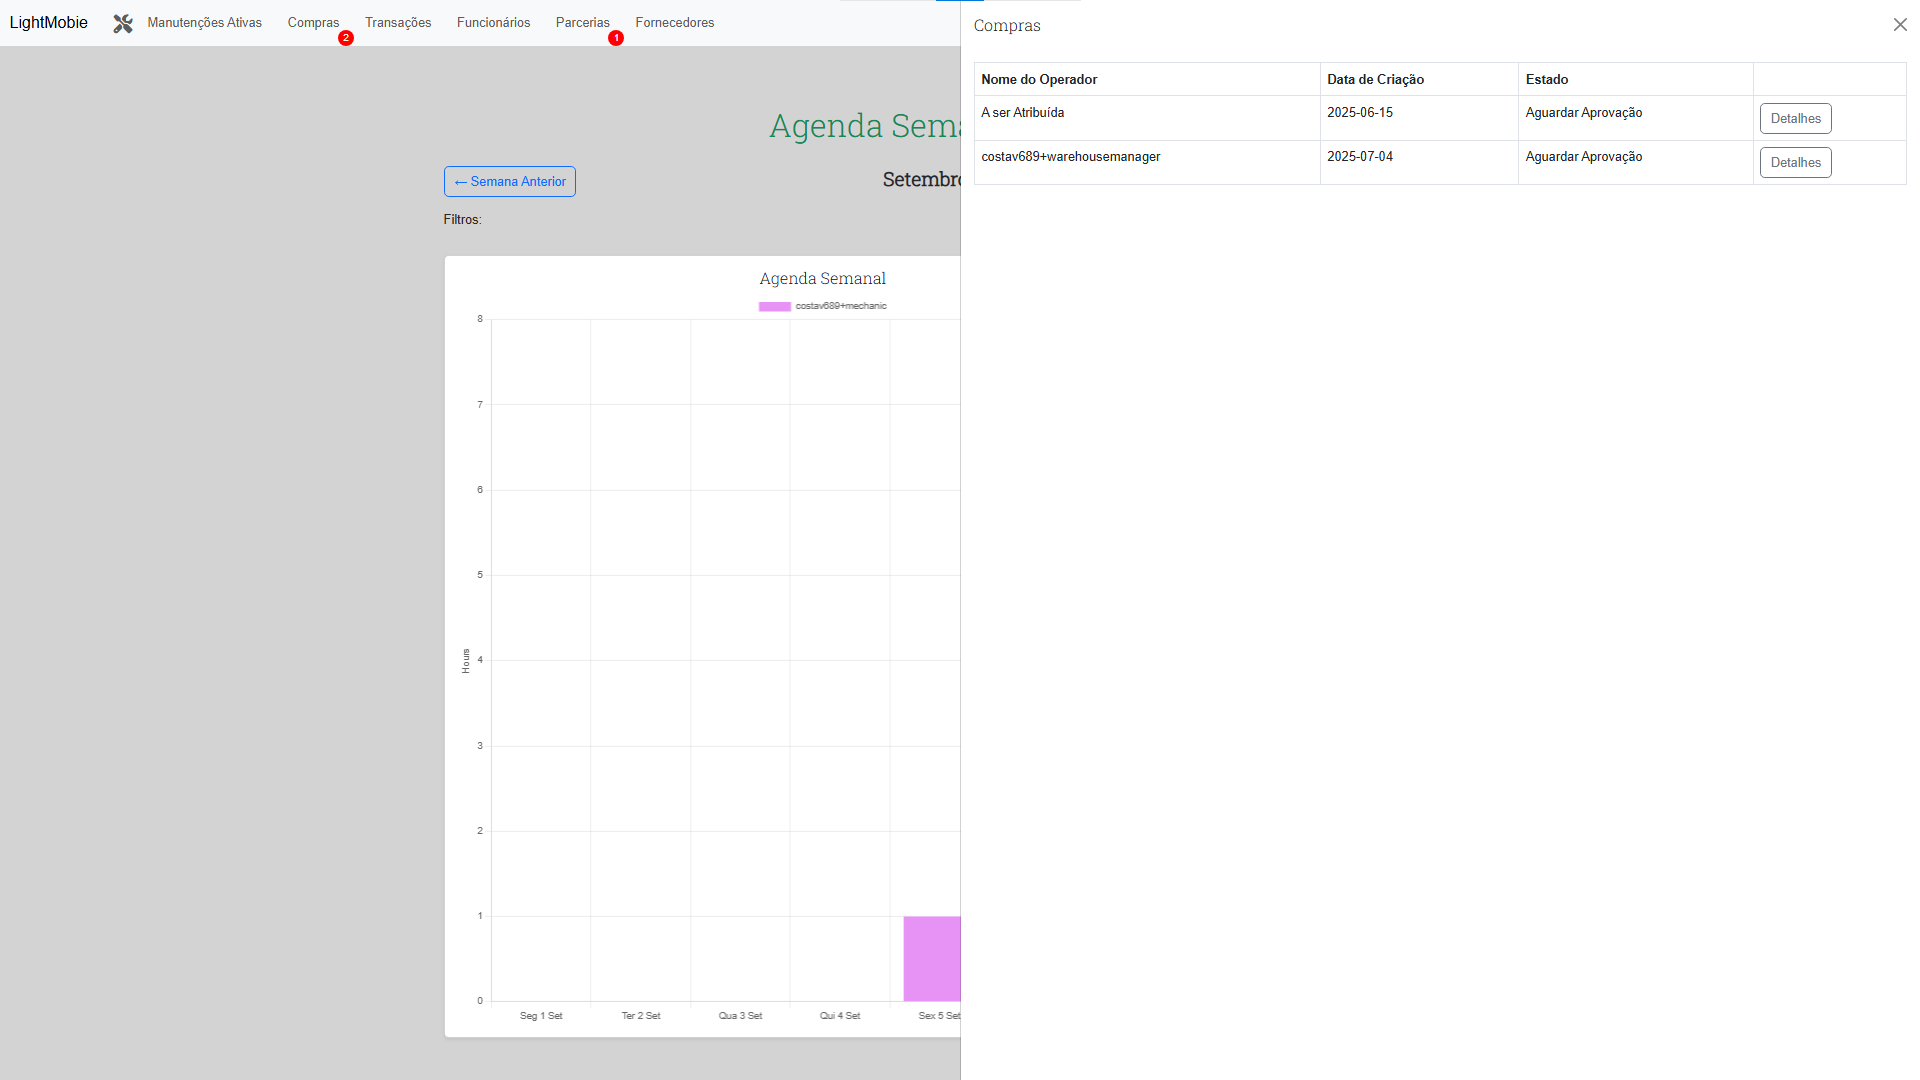 LightMobie Manutenções Ativas Compras Transações Funcionários Parcerias Fornecedores
2 1
Agenda Sema
← Semana Anterior Setembro
Filtros:
Agenda Semanal
costav689+mechanic
8
7
6
5
4
3
2
1
0
Hours
Seg 1 Set Ter 2 Set Qua 3 Set Qui 4 Set Sex 5 Set
Compras
Nome do Operador Data de Criação Estado
A ser Atribuída 2025-06-15 Aguardar Aprovação Detalhes
costav689+warehousemanager 2025-07-04 Aguardar Aprovação Detalhes